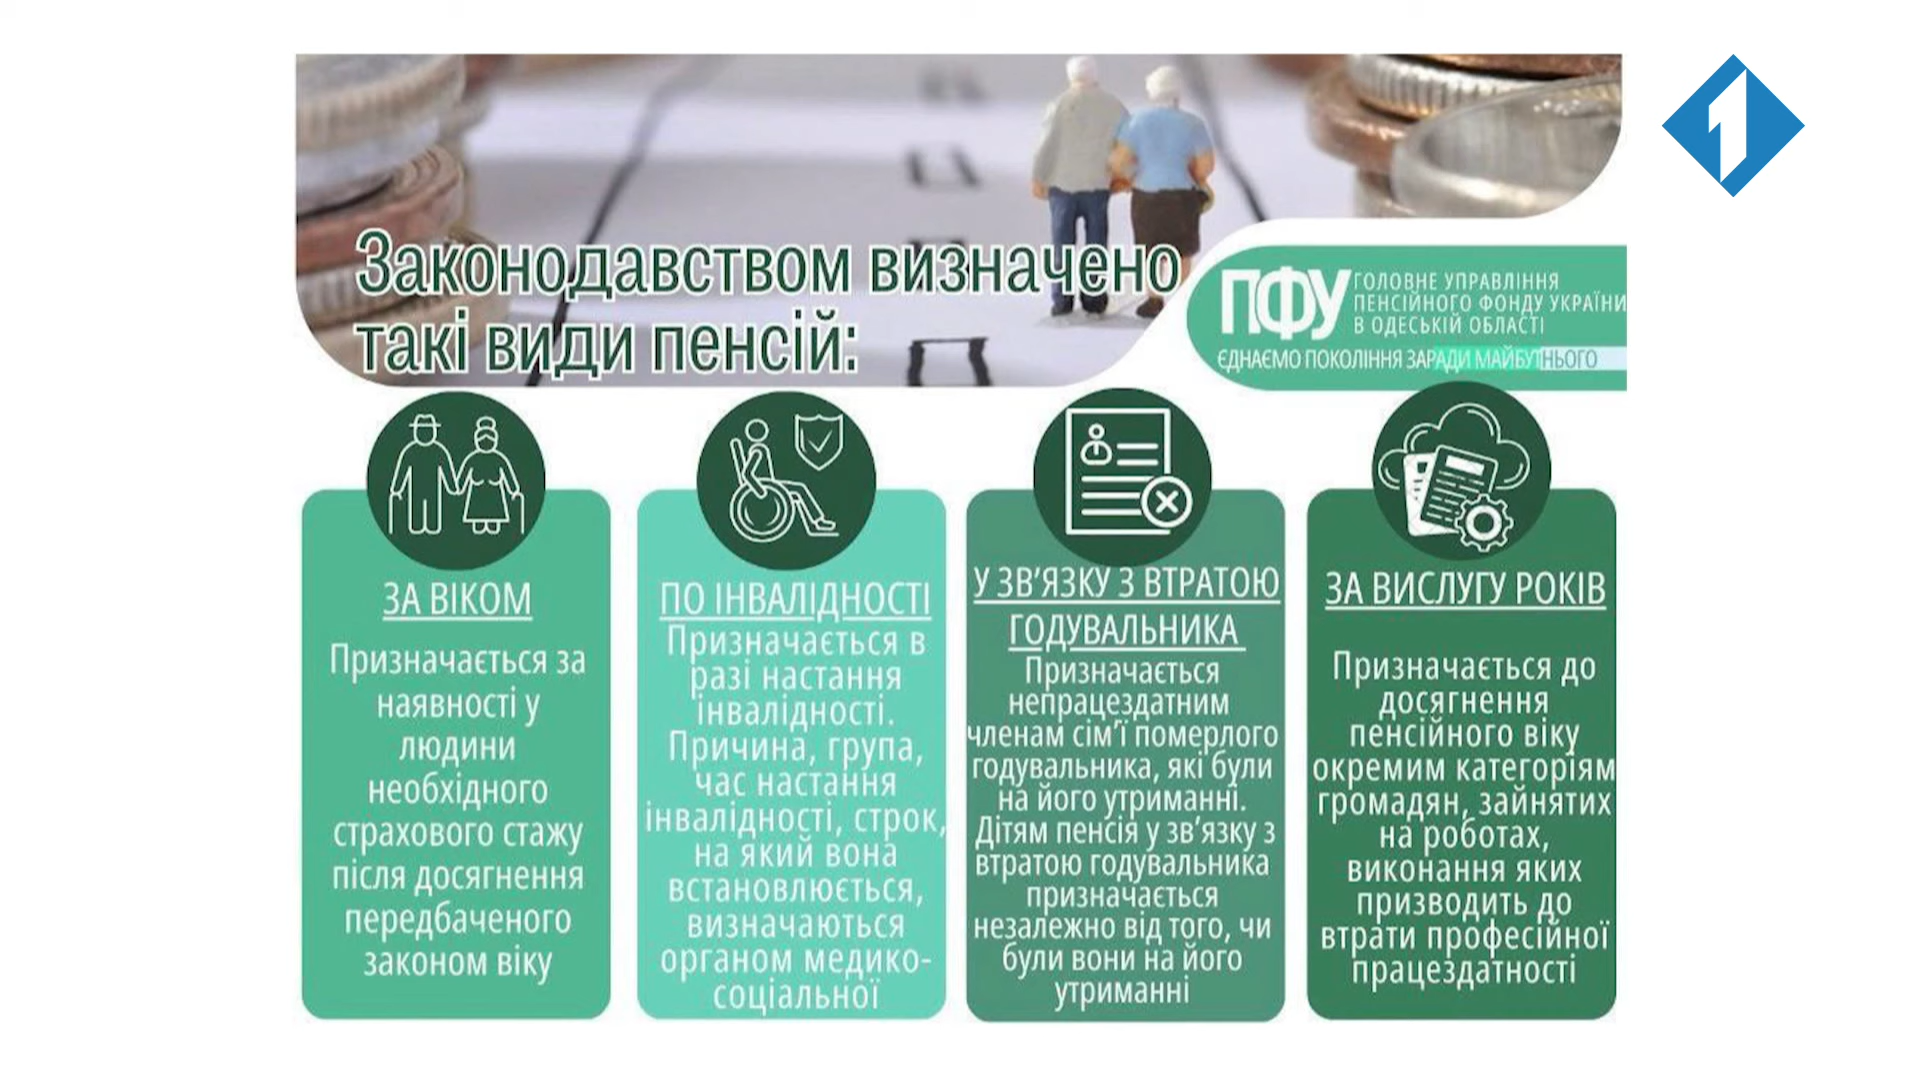 Законодавством визначено
такі види пенсій:
ПФУ
ГОЛОВНЕ УПРАВЛІННЯ
ПЕНСІЙНОГО ФОНДУ УКРАЇНИ
В ОДЕСЬКІЙ ОБЛАСТІ
ЄДНАЄМО ПОКОЛІННЯ ЗАРАДИ МАЙБУТНЬОГО
1
ЗА ВІКОМ
Призначається за
наявності у
людини
необхідного
страхового стажу
після досягнення
передбаченого
законом віку
ПО ІНВАЛІДНОСТІ
Призначається в
разі настання
інвалідності.
Причина, група,
час настання
інвалідності, строк,
на який вона
встановлюється,
визначаються
органом медико-
соціальної
У ЗВ’ЯЗКУ З ВТРАТОЮ
ГОДУВАЛЬНИКА
Призначається
непрацездатним
членам сім’ї померлого
годувальника, які були
на його утриманні.
Дітям пенсія у зв’язку з
втратою годувальника
призначається
незалежно від того, чи
були вони на його
утриманні
ЗА ВИСЛУГУ РОКІВ
Призначається до
досягнення
пенсійного віку
окремим категоріям
громадян, зайнятих
на роботах,
виконання яких
призводить до
втрати професійної
працездатності